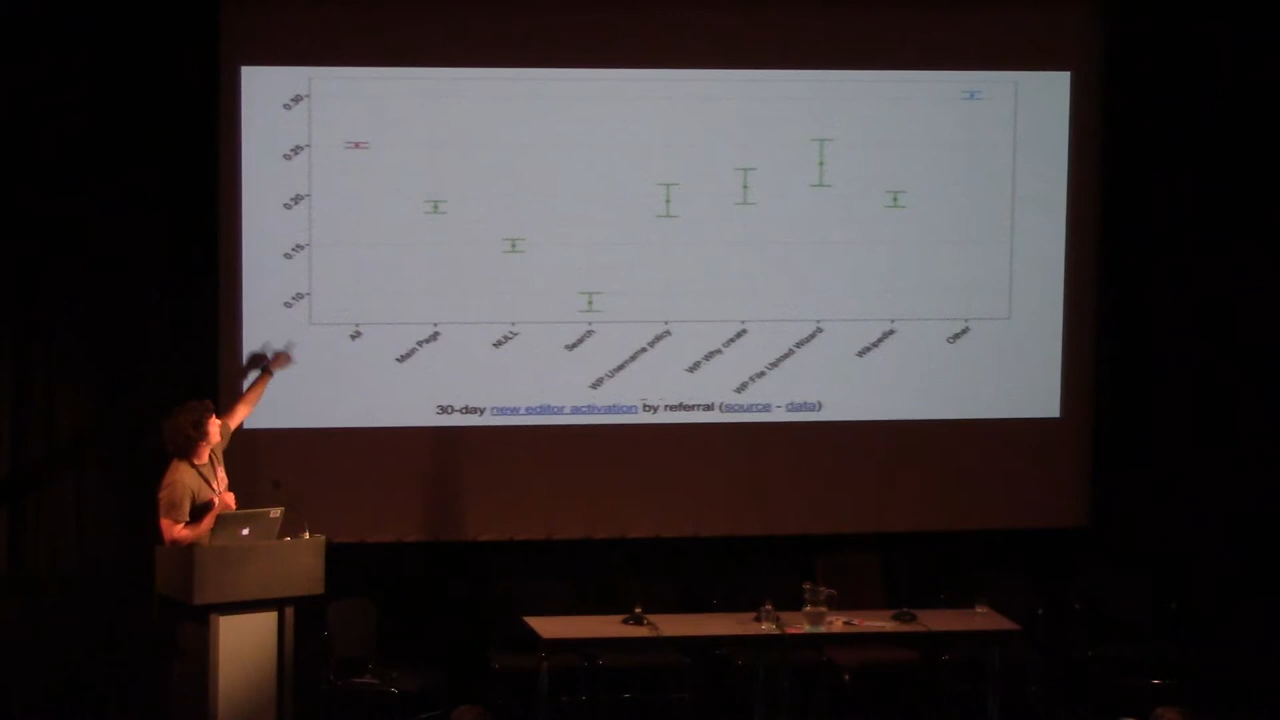 0.30
0.25
0.20
0.15
0.10
All
Main Page
NULL
Search
WP:Username policy
WP:Why create
WP:File Upload Wizard
Wikipedia
Other
30-day new editor activation by referral (source - data)